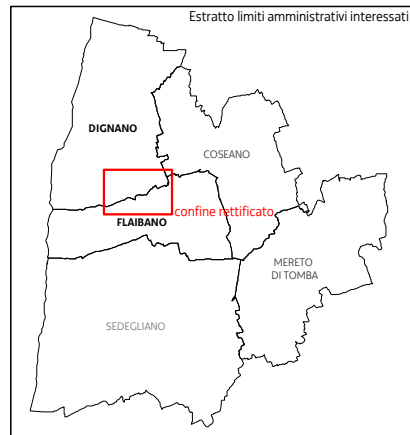 Estratto limiti amministrativi interessati
DIGNANO
COSEANO
confine rettificato
FLAIBANO
MERETO
DI TOMBA
SEDEGLIANO